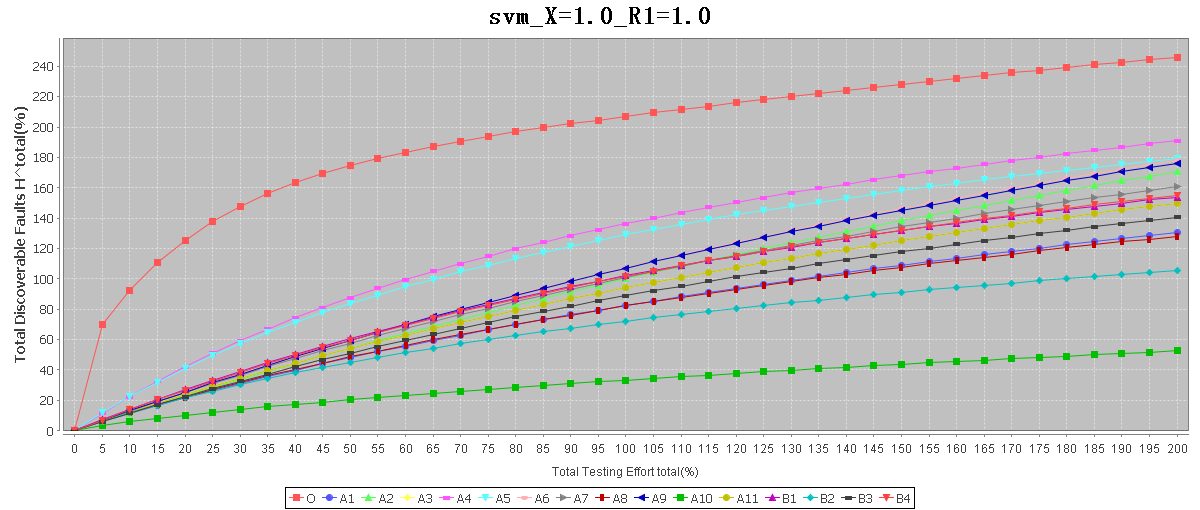 svm_X=1.0_R1=1.0
Total Discoverable Faults H^total(%)
240
220
200
180
160
140
120
100
80
60
40
20
0
0 5 10 15 20 25 30 35 40 45 50 55 60 65 70 75 80 85 90 95 100 105 110 115 120 125 130 135 140 145 150 155 160 165 170 175 180 185 190 195 200
Total Testing Effort total(%)
O A1 A2 A3 A4 A5 A6 A7 A8 A9 A10 A11 B1 B2 B3 B4